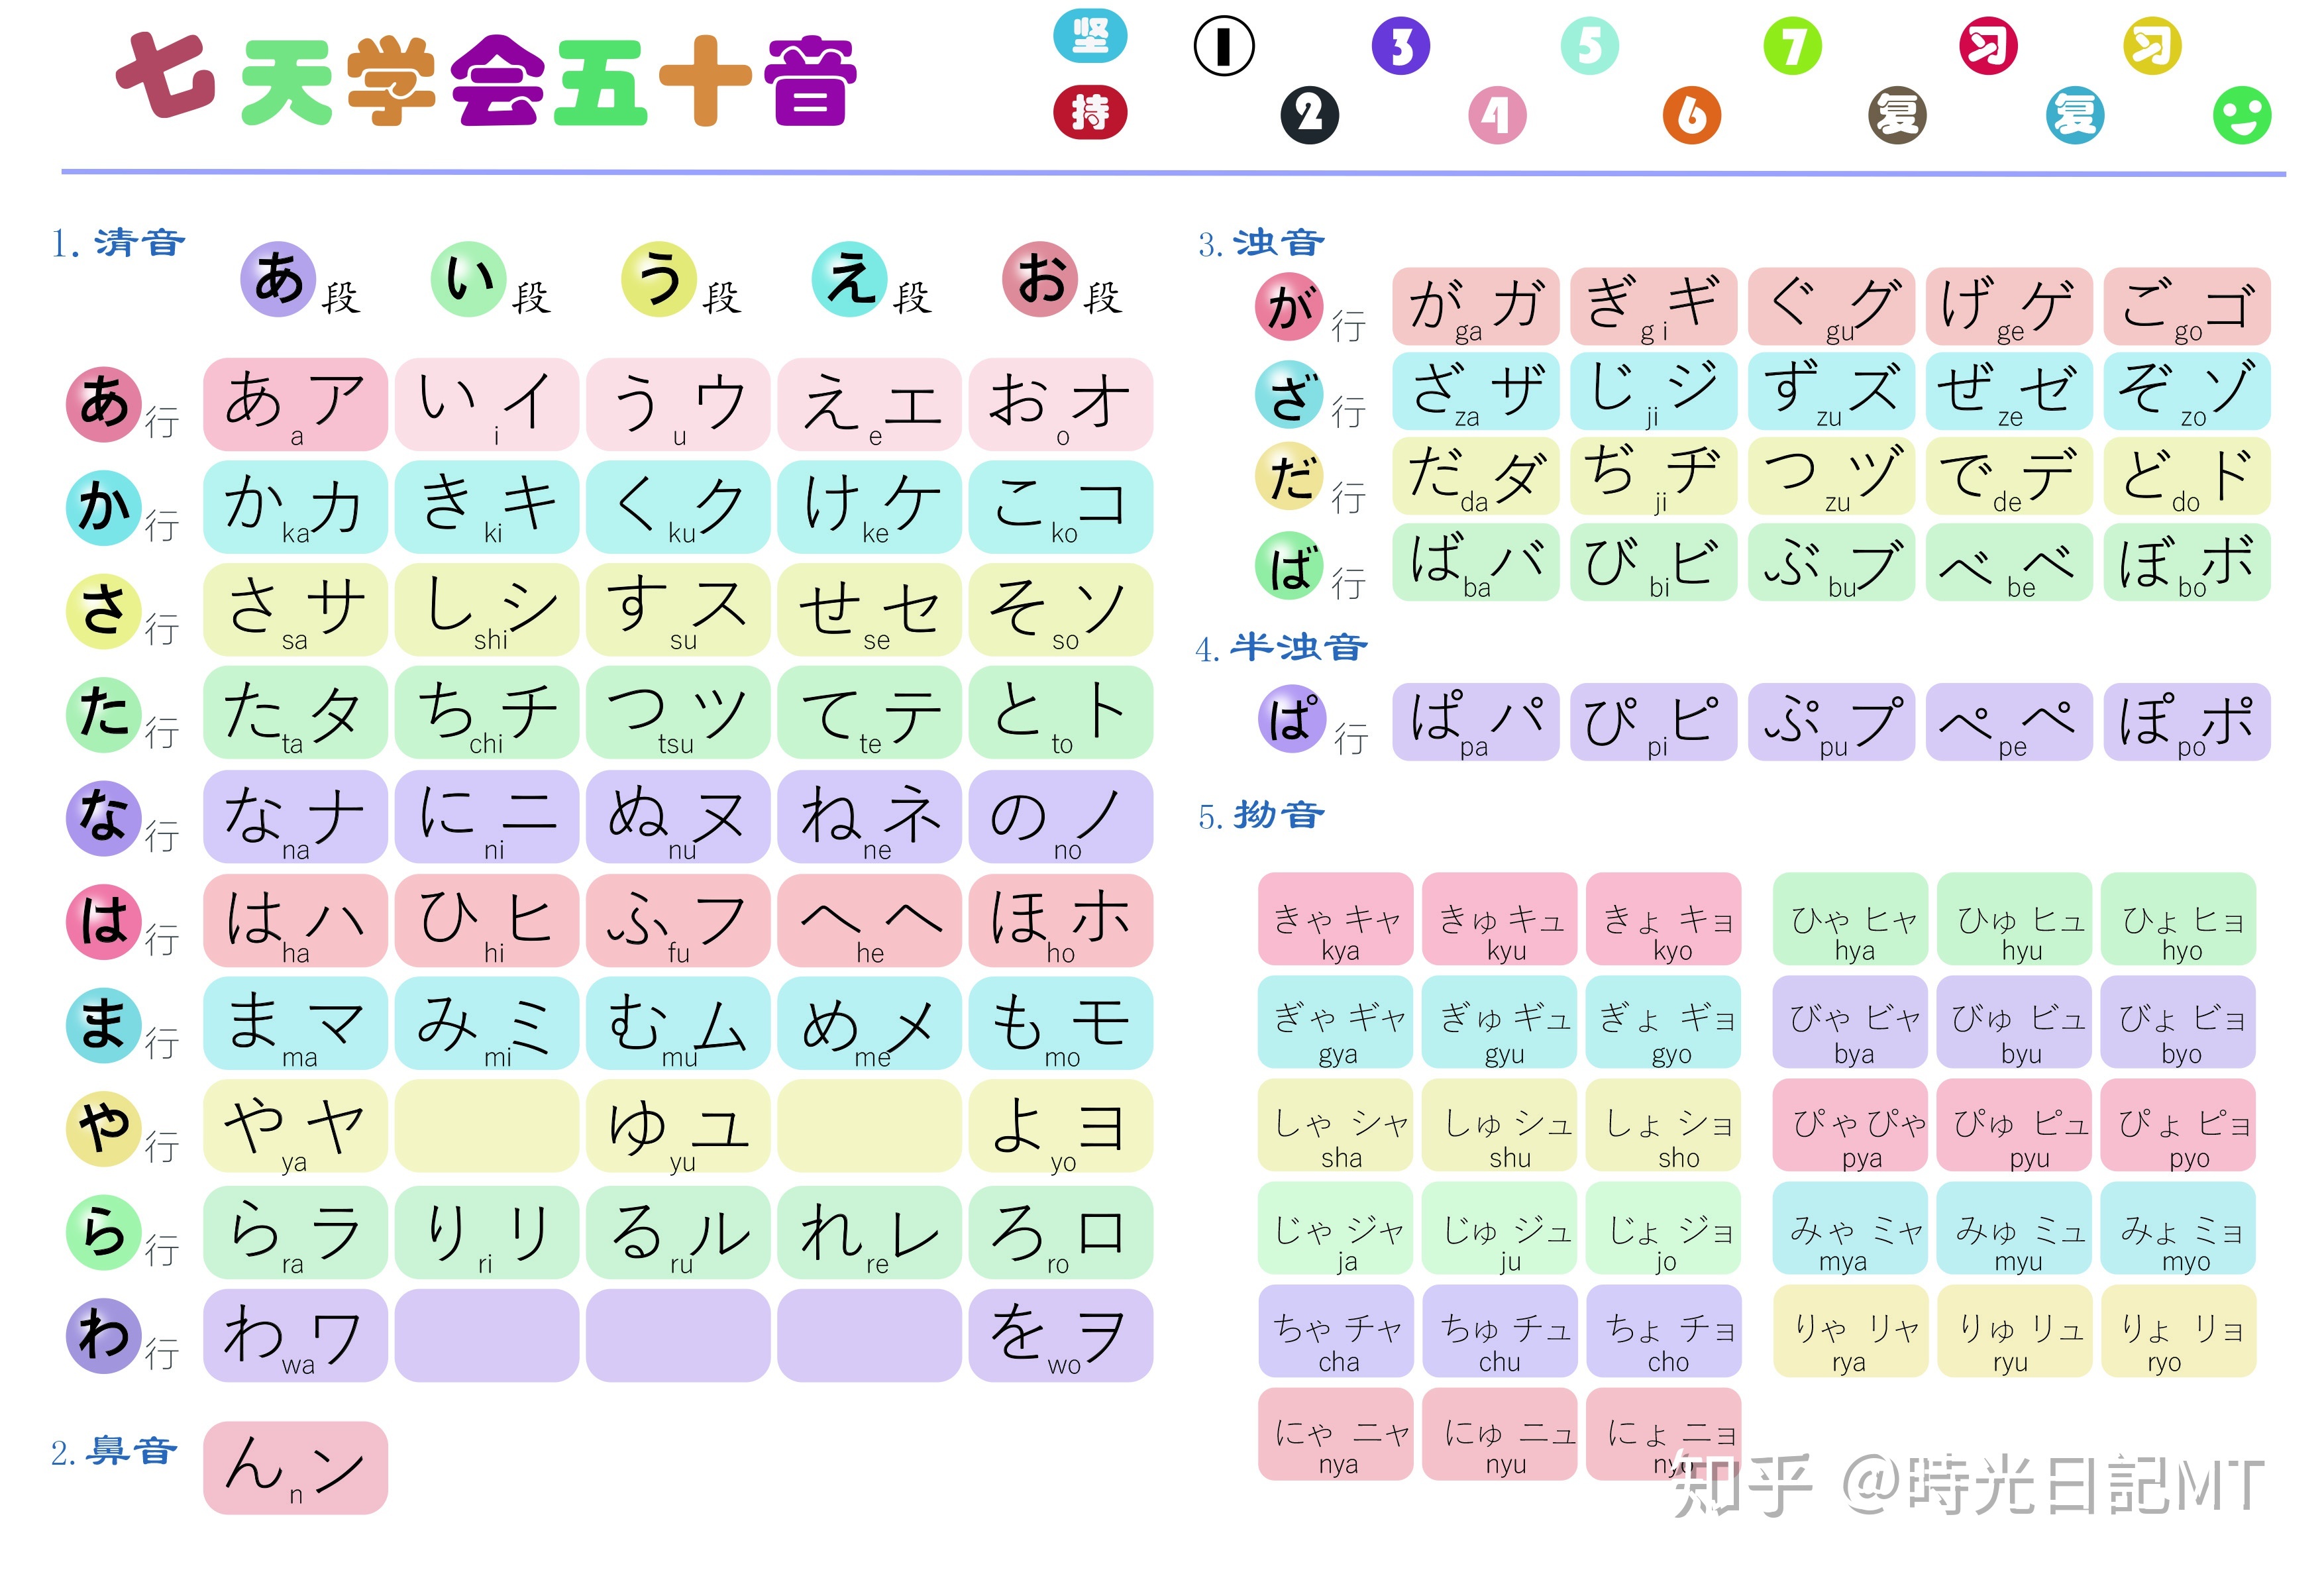 七天学会五十音
坚持
1 2 3 4 5 6 7 复习复习
1. 清音
あ段 い段 う段 え段 お段
あ行 あ a ア い i イ う u ウ え e エ お o オ
か行 か ka カ き ki キ く ku ク け ke ケ こ ko コ
さ行 さ sa サ し shi シ す su ス せ se セ そ so ソ
た行 た ta タ ち chi チ つ tsu ツ て te テ と to ト
な行 な na ナ に ni ニ ぬ nu ヌ ね ne ネ の no ノ
は行 は ha ハ ひ hi ヒ ふ fu フ へ he ヘ ほ ho ホ
ま行 ま ma マ み mi ミ む mu ム め me メ も mo モ
や行 や ya ヤ ゆ yu ユ よ yo ヨ
ら行 ら ra ラ り ri リ る ru ル れ re レ ろ ro ロ
わ行 わ wa ワ を wo ヲ
2. 鼻音
ん n ン
3. 浊音
が行 が ga ガ ぎ gi ギ ぐ gu グ げ ge ゲ ご go ゴ
ざ行 ざ za ザ じ ji ジ ず zu ズ ぜ ze ゼ ぞ zo ゾ
だ行 だ da ダ ぢ ji ヂ つ zu ヅ で de デ ど do ド
ば行 ば ba バ び bi ビ ぶ bu ブ べ be ベ ぼ bo ボ
4. 半浊音
ぱ行 ぱ pa パ ぴ pi ピ ぷ pu プ ぺ pe ペ ぽ po ポ
5. 拗音
きゃ キャ きゅ キュ きょ キョ
kya kyu kyo
ぎゃ ギャ ぎゅ ギュ ぎょ ギョ
gya gyu gyo
しゃ シャ しゅ シュ しょ ショ
sha shu sho
じゃ ジャ じゅ ジュ じょ ジョ
ja ju jo
ちゃ チャ ちゅ チュ ちょ チョ
cha chu cho
にゃ ニャ にゅ ニュ にょ ニョ
nya nyu nyo
ひゃ ヒャ ひゅ ヒュ ひょ ヒョ
hya hyu hyo
びゃ ビャ びゅ ビュ びょ ビョ
bya byu byo
ぴゃ ぴゃ ぴゅ ピュ ぴょ ピョ
pya pyu pyo
みゃ ミャ みゅ ミュ みょ ミョ
mya myu myo
りゃ リャ りゅ リュ りょ リョ
rya ryu ryo
知乎 @時光日記MT